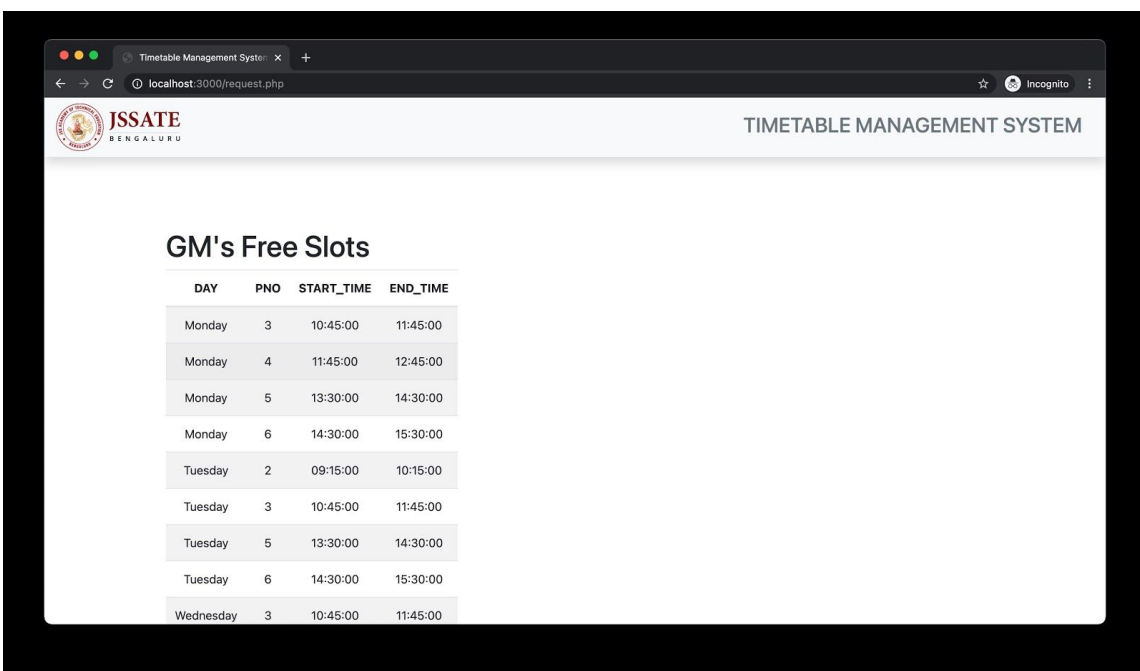 Timetable Management System
localhost:3000/request.php
Incognito
JSSATE
BENGALURU
TIMETABLE MANAGEMENT SYSTEM
GM's Free Slots
DAY PNO START_TIME END_TIME
Monday 3 10:45:00 11:45:00
Monday 4 11:45:00 12:45:00
Monday 5 13:30:00 14:30:00
Monday 6 14:30:00 15:30:00
Tuesday 2 09:15:00 10:15:00
Tuesday 3 10:45:00 11:45:00
Tuesday 5 13:30:00 14:30:00
Tuesday 6 14:30:00 15:30:00
Wednesday 3 10:45:00 11:45:00